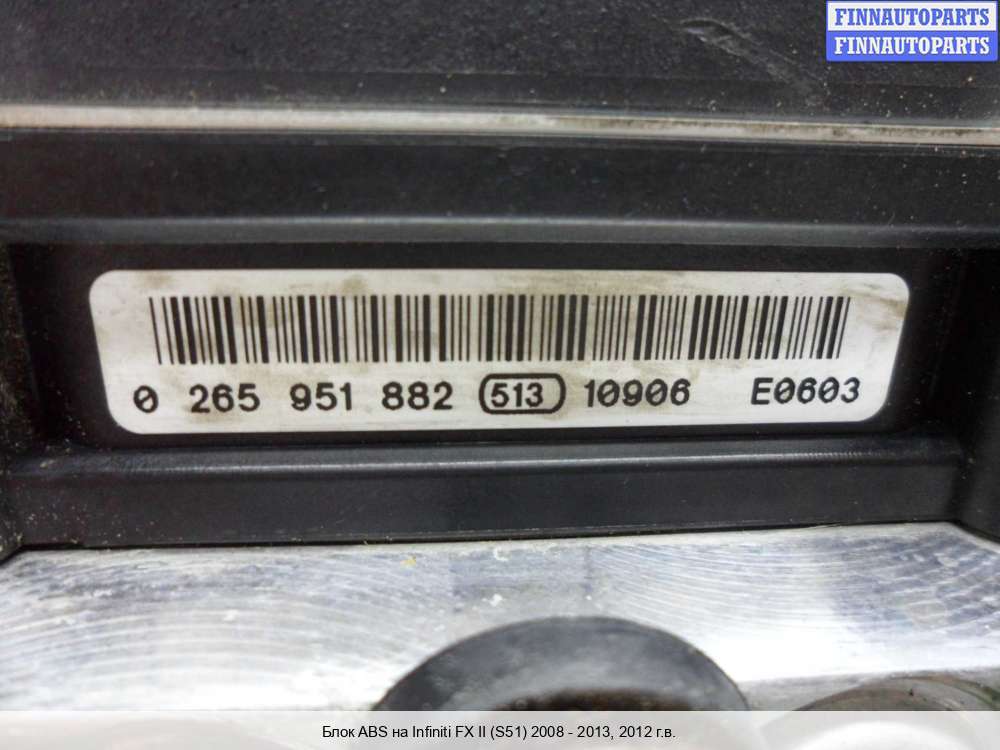 FINNAUTOPARTS
FINNAUTOPARTS
0 265 951 882 513 10906 E0603
Блок ABS на Infiniti FX II (S51) 2008 - 2013, 2012 г.в.